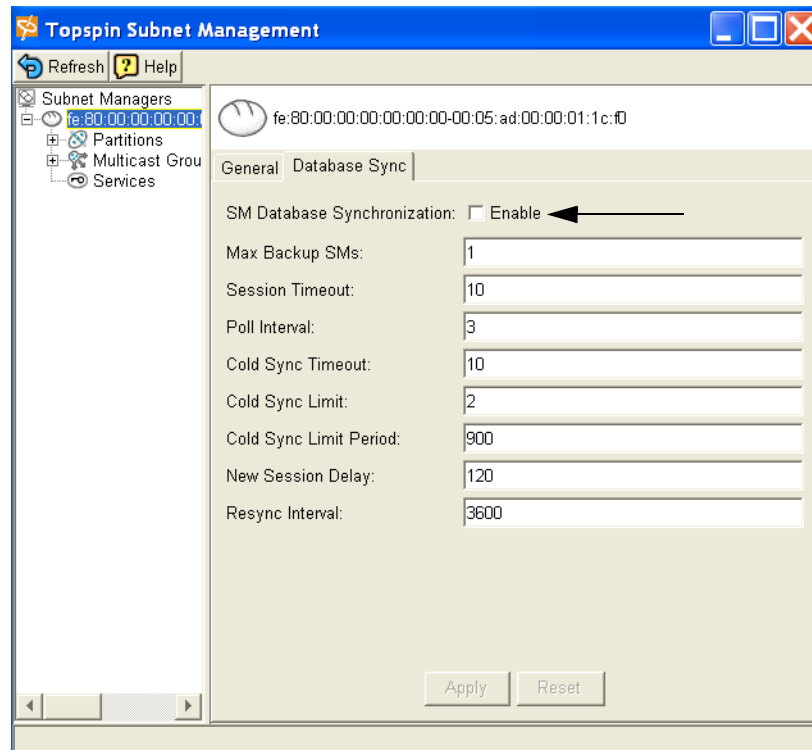 Topspin Subnet Management
Refresh Help
Subnet Managers
fe:80:00:00:00:00:
Partitions
Multicast Grou
Services
fe:80:00:00:00:00:00:00-00:05:ad:00:00:01:1c:f0
General Database Sync
SM Database Synchronization: Enable
Max Backup SMs: 1
Session Timeout: 10
Poll Interval: 3
Cold Sync Timeout: 10
Cold Sync Limit: 2
Cold Sync Limit Period: 900
New Session Delay: 120
Resync Interval: 3600
Apply Reset